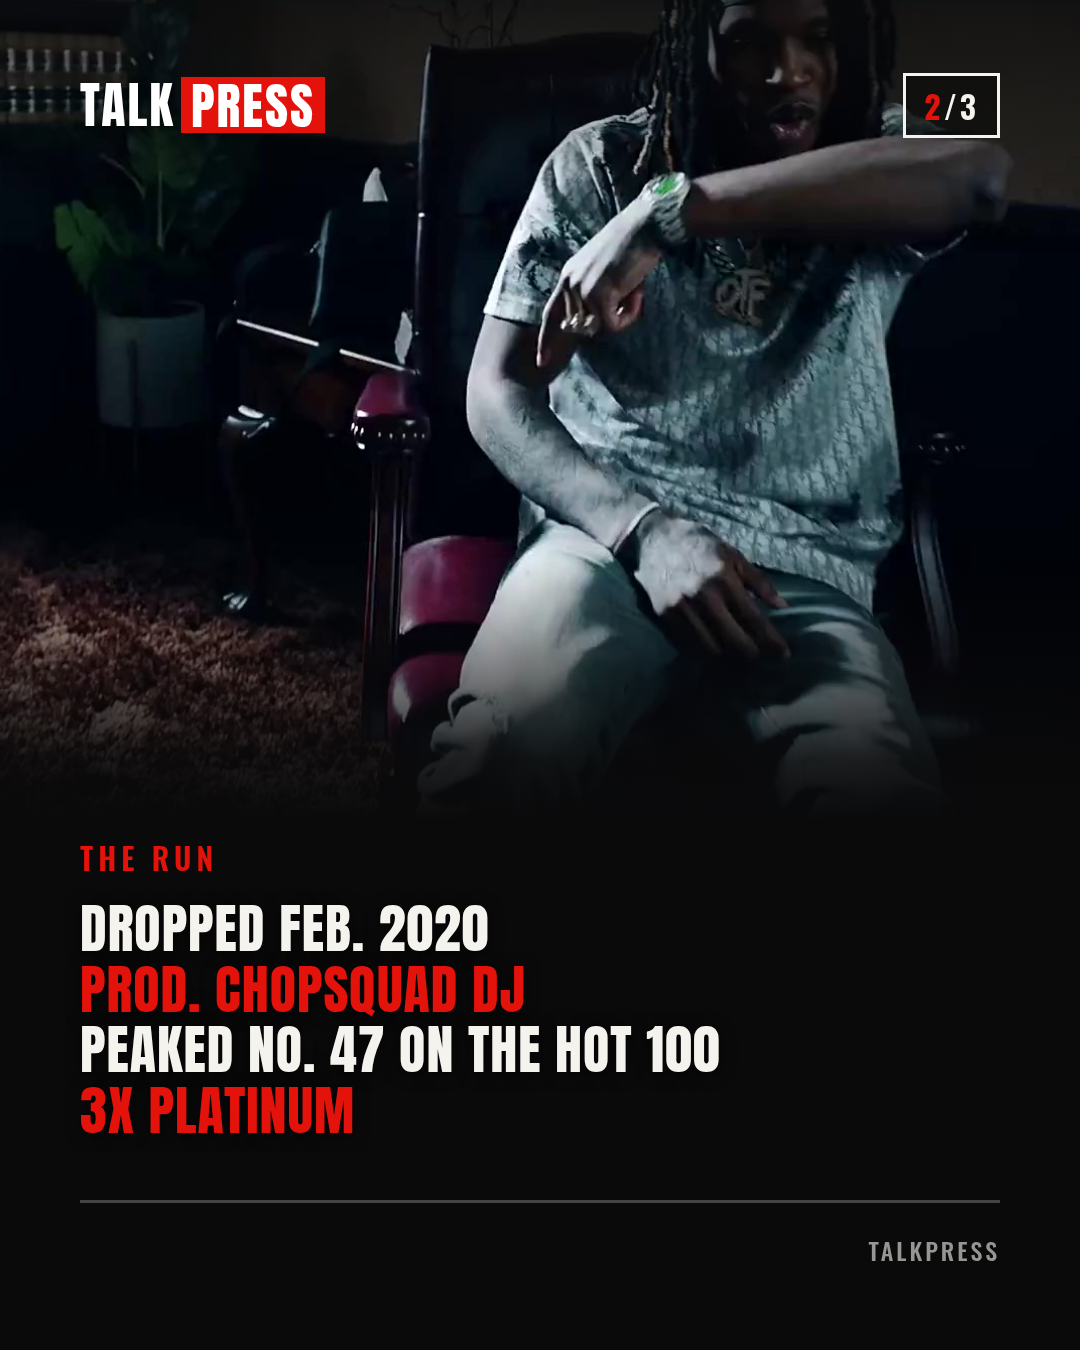 TALK PRESS
2/3
OTF
THE RUN
DROPPED FEB. 2020
PROD. CHOPSQUAD DJ
PEAKED NO. 47 ON THE HOT 100
3X PLATINUM
TALKPRESS